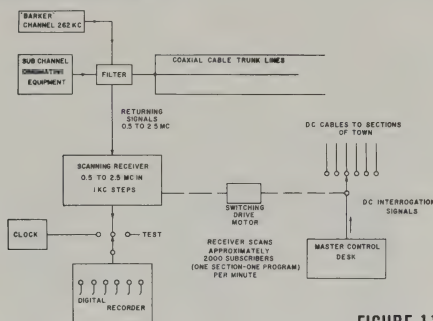 "BARKER"
CHANNEL 262 KC
SUB CHANNEL
EQUIPMENT
FILTER
COAXIAL CABLE TRUNK LINES
RETURNING
SIGNALS
0.5 TO 2 5 MC
SCANNING RECEIVER
0.5 TO 2.5 MC IN
1 KC STEPS
CLOCK
TEST
DIGITAL RECORDER
SWITCHING
DRIVE
MOTOR
RECEIVER SCANS
APPROXIMATELY
2000 SUBSCRIBERS
(ONE SECTION-ONE PROGRAM)
PER MINUTE
DC CABLES TO SECTIONS
OF TOWN
DC INTERROGATION
SIGNALS
MASTER CONTROL
DESK